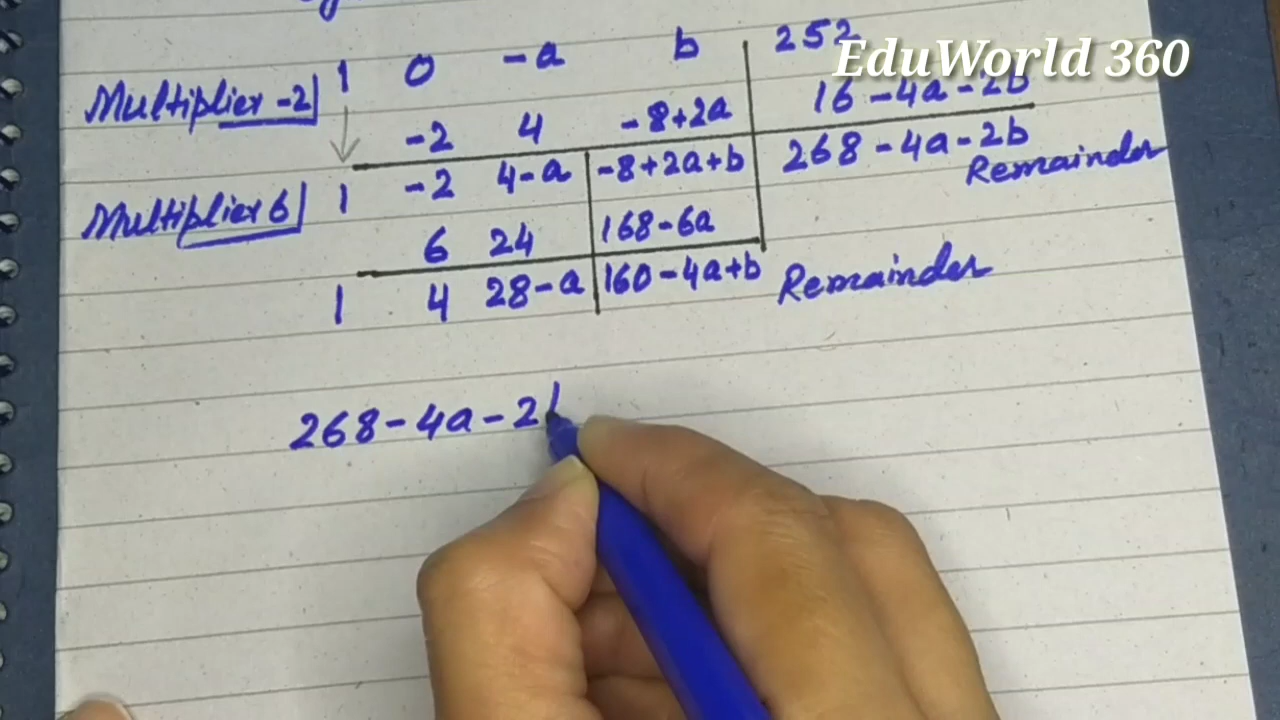 EduWorld 360
1 0 -a b 252
Multiplier -2
-2 4 -8+2a 16-4a-2b
1 -2 4-a -8+2a+b 268-4a-2b
Remainder
Multiplier 6
6 24 168-6a
1 4 28-a 160-4a+b Remainder
268-4a-2